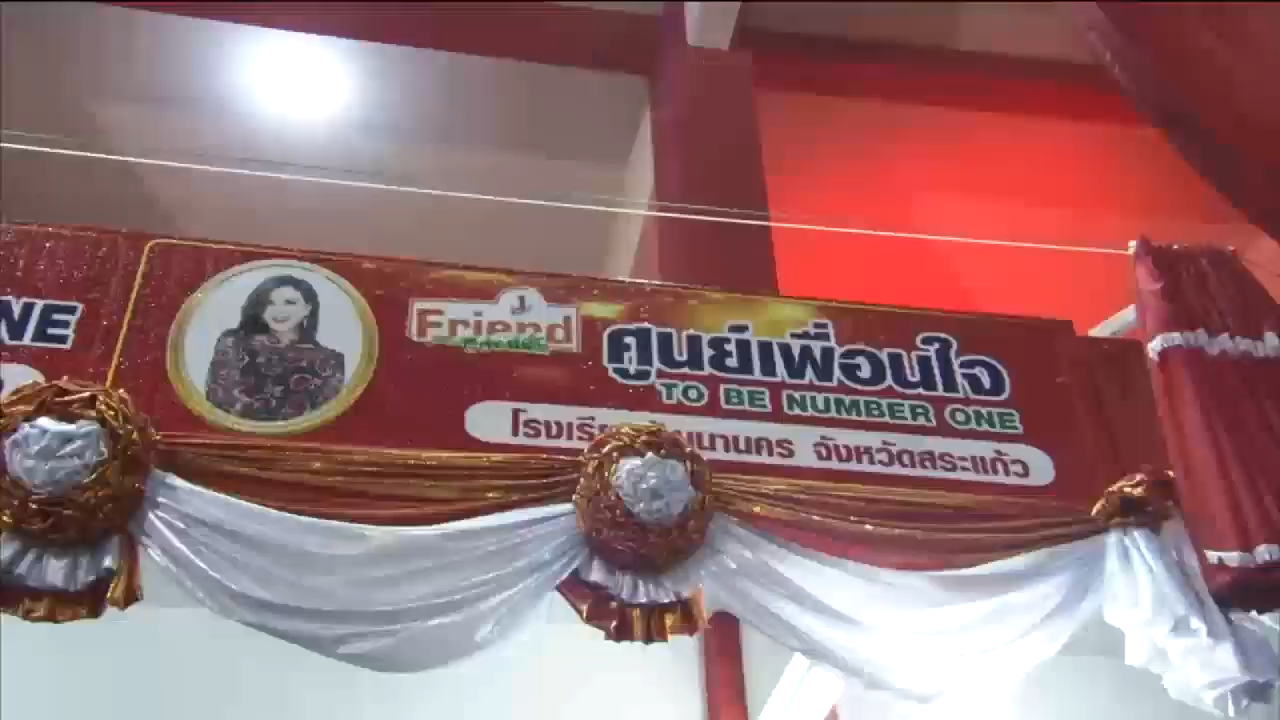 NE
Friend
ศูนย์เพื่อนใจ
TO BE NUMBER ONE
โรงเรีย นานคร จังหวัดสระแก้ว